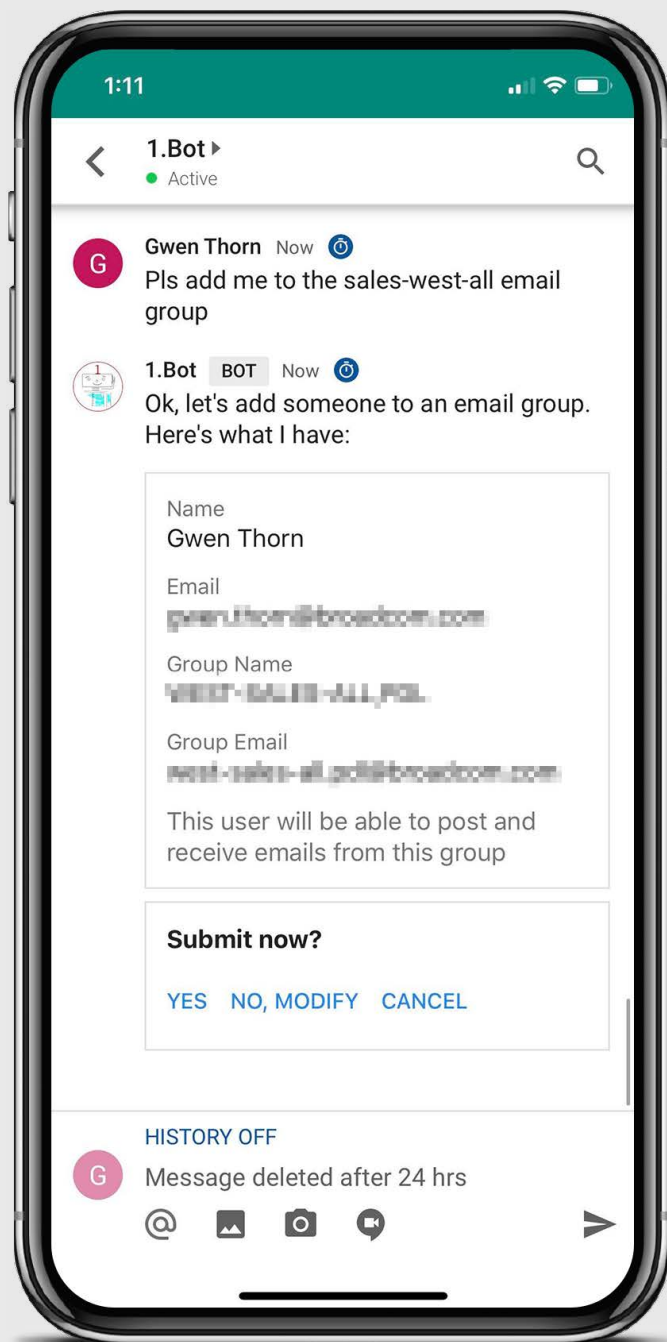 1:11
1.Bot
Active
G
Gwen Thorn Now
Pls add me to the sales-west-all email
group
1
1.Bot BOT Now
Ok, let's add someone to an email group.
Here's what I have:
Name
Gwen Thorn
Email
Group Name
Group Email
This user will be able to post and
receive emails from this group
Submit now?
YES NO, MODIFY CANCEL
HISTORY OFF
G
Message deleted after 24 hrs